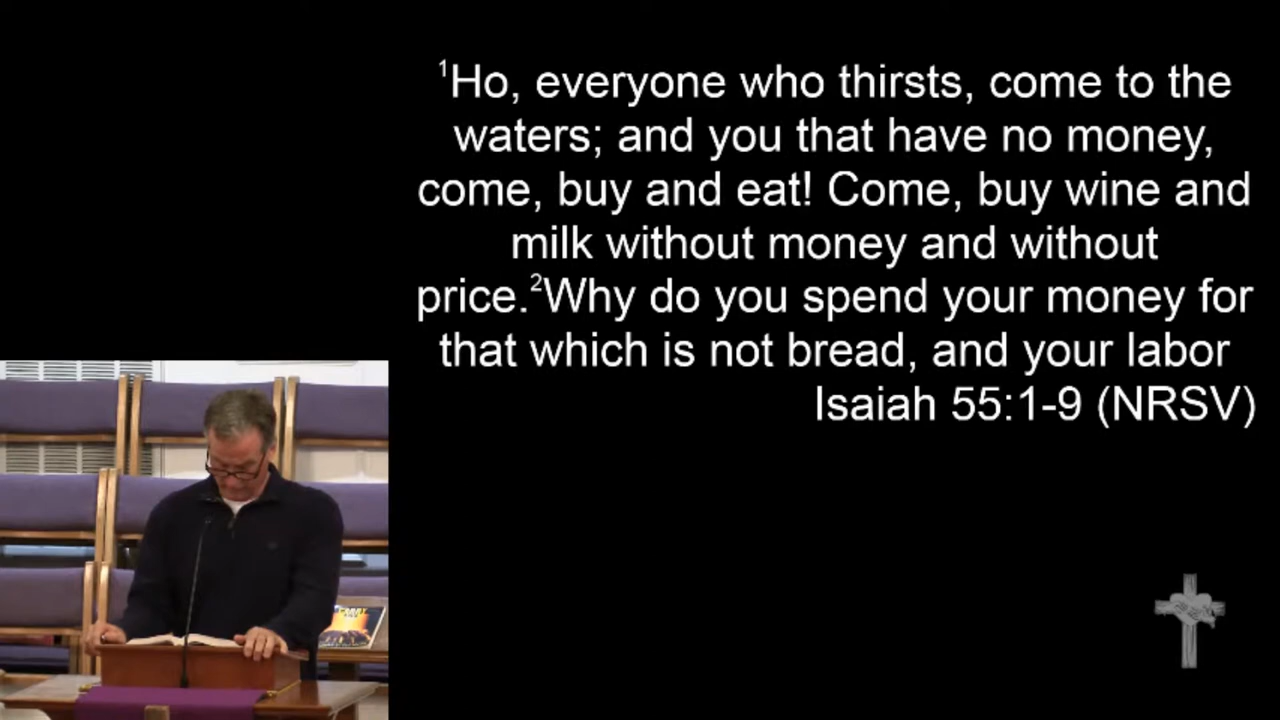 ¹Ho, everyone who thirsts, come to the
waters; and you that have no money,
come, buy and eat! Come, buy wine and
milk without money and without
price.²Why do you spend your money for
that which is not bread, and your labor
Isaiah 55:1-9 (NRSV)